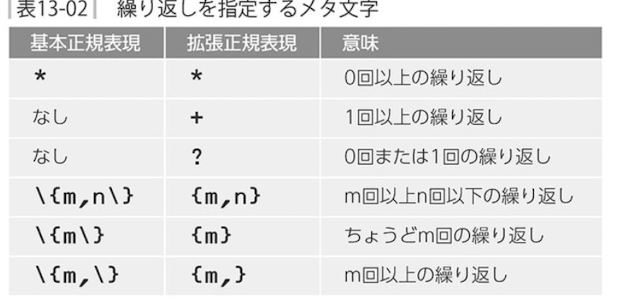 表13-02 繰り返しを指定するメタ文字
基本正規表現 拡張正規表現 意味
* * 0回以上の繰り返し
なし + 1回以上の繰り返し
なし ? 0回または1回の繰り返し
\{m,n\} {m,n} m回以上n回以下の繰り返し
\{m\} {m} ちょうどm回の繰り返し
\{m,\} {m,} m回以上の繰り返し